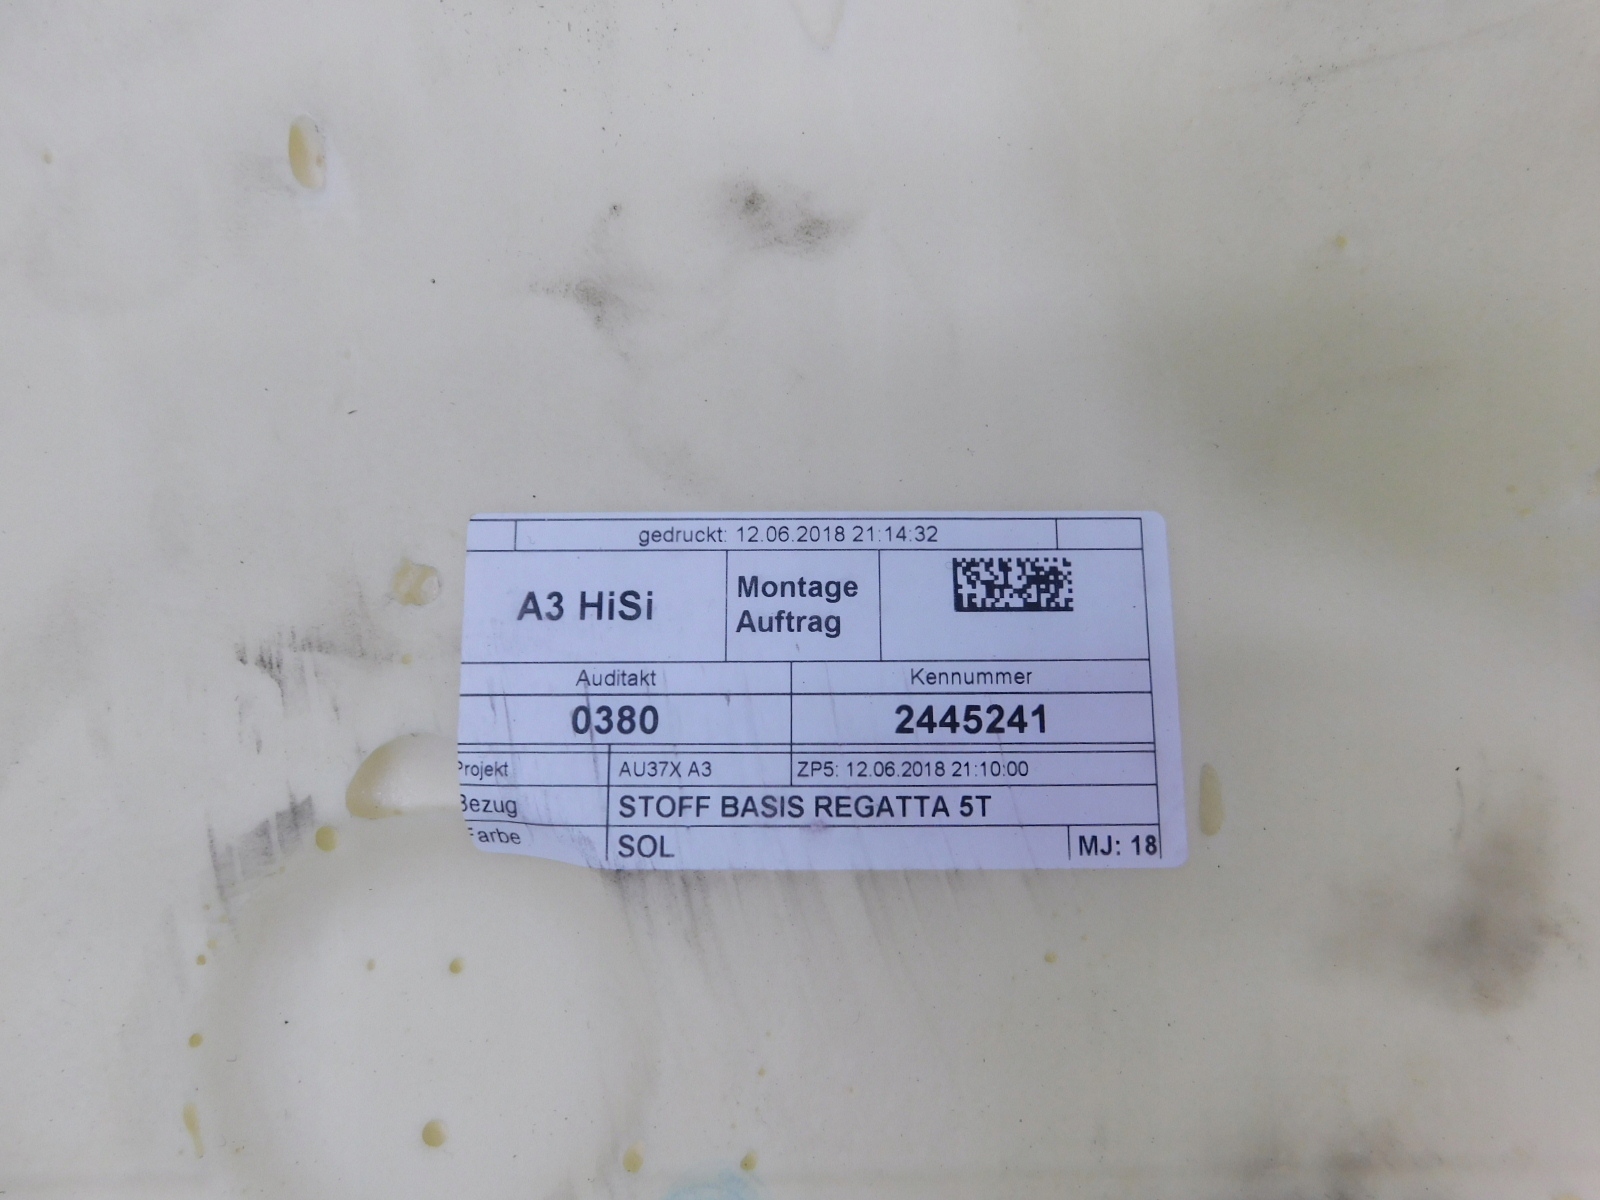 gedruckt: 12.06.2018 21:14:32
A3 HiSi
Montage
Auftrag
Auditakt
Kennummer
0380
2445241
Projekt
AU37X A3
ZP5: 12.06.2018 21:10:00
Bezug
STOFF BASIS REGATTA 5T
Farbe
SOL
MJ: 18